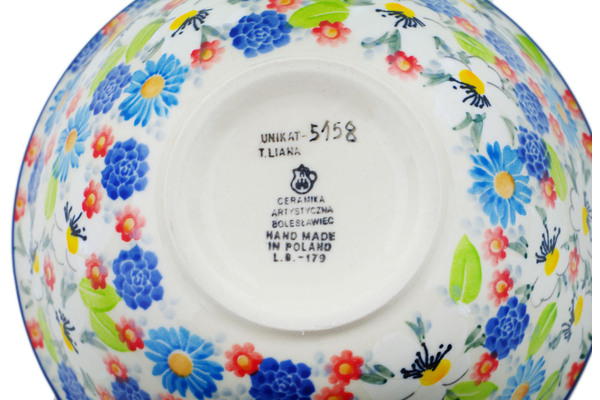 UNIKAT-5158
T.LIANA
CERAMIKA
ARTYSTYCZNA
BOLESŁAWIEC
HAND MADE
IN POLAND
L.B.-179